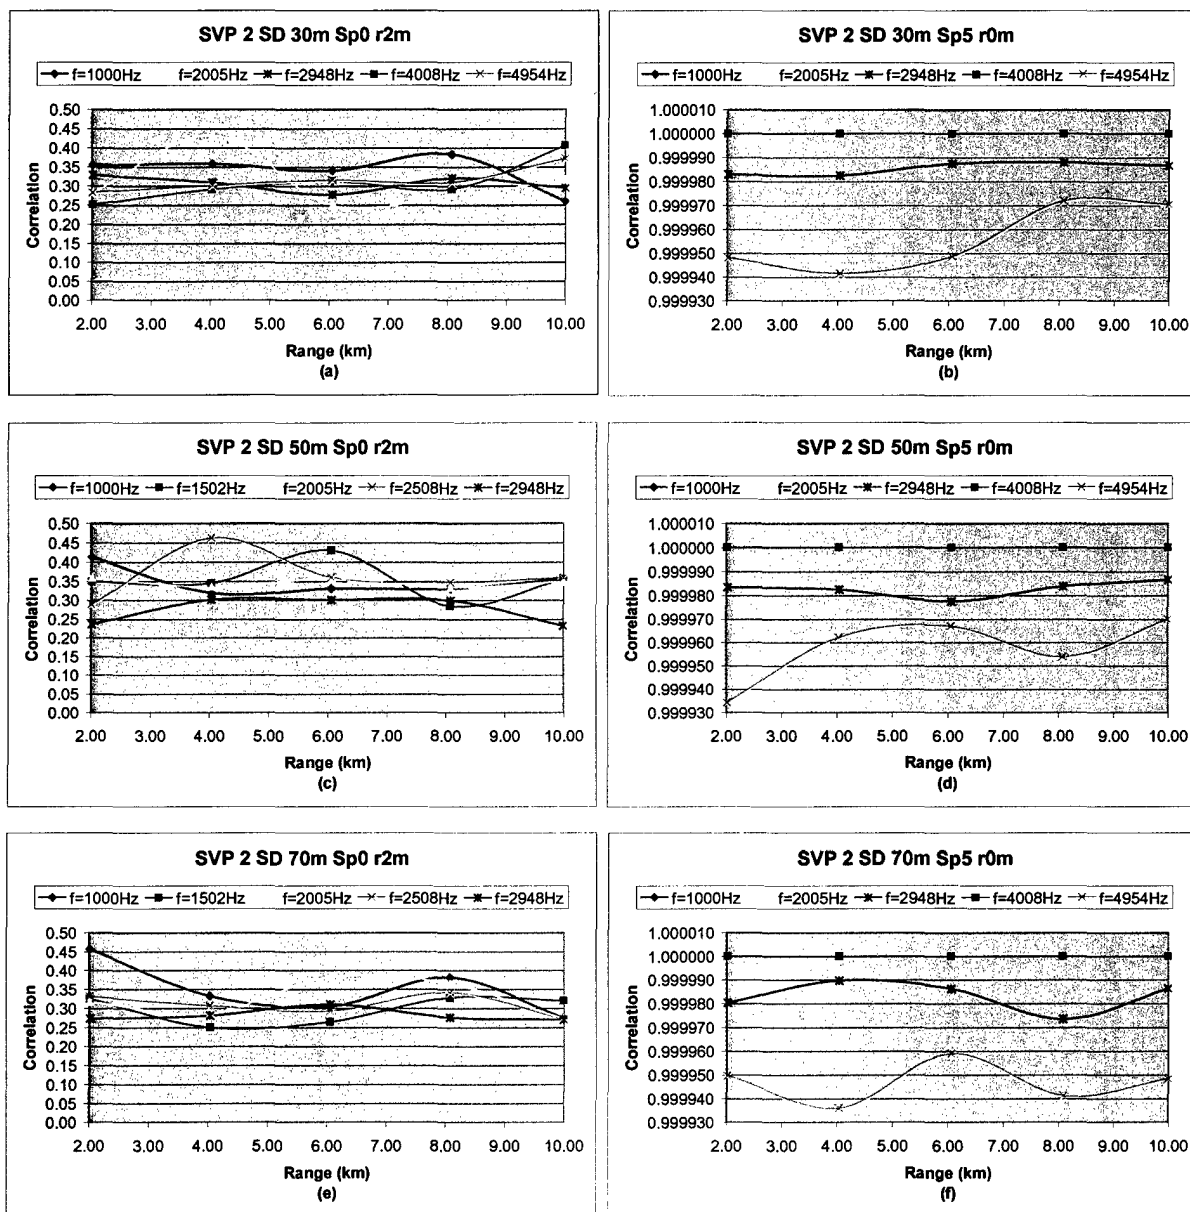 SVP 2 SD 30m Sp0 r2m
f=1000Hz f=2005Hz f=2948Hz f=4008Hz f=4954Hz
Correlation
0.50
0.45
0.40
0.35
0.30
0.25
0.20
0.15
0.10
0.05
0.00
2.00 3.00 4.00 5.00 6.00 7.00 8.00 9.00 10.00
Range (km)
(a)
SVP 2 SD 30m Sp5 r0m
f=1000Hz f=2005Hz f=2948Hz f=4008Hz f=4954Hz
Correlation
1.000010
1.000000
0.999990
0.999980
0.999970
0.999960
0.999950
0.999940
0.999930
2.00 3.00 4.00 5.00 6.00 7.00 8.00 9.00 10.00
Range (km)
(b)
SVP 2 SD 50m Sp0 r2m
f=1000Hz f=1502Hz f=2005Hz f=2508Hz f=2948Hz
Correlation
0.50
0.45
0.40
0.35
0.30
0.25
0.20
0.15
0.10
0.05
0.00
2.00 3.00 4.00 5.00 6.00 7.00 8.00 9.00 10.00
Range (km)
(c)
SVP 2 SD 50m Sp5 r0m
f=1000Hz f=2005Hz f=2948Hz f=4008Hz f=4954Hz
Correlation
1.000010
1.000000
0.999990
0.999980
0.999970
0.999960
0.999950
0.999940
0.999930
2.00 3.00 4.00 5.00 6.00 7.00 8.00 9.00 10.00
Range (km)
(d)
SVP 2 SD 70m Sp0 r2m
f=1000Hz f=1502Hz f=2005Hz f=2508Hz f=2948Hz
Correlation
0.50
0.45
0.40
0.35
0.30
0.25
0.20
0.15
0.10
0.05
0.00
2.00 3.00 4.00 5.00 6.00 7.00 8.00 9.00 10.00
Range (km)
(e)
SVP 2 SD 70m Sp5 r0m
f=1000Hz f=2005Hz f=2948Hz f=4008Hz f=4954Hz
Correlation
1.000010
1.000000
0.999990
0.999980
0.999970
0.999960
0.999950
0.999940
0.999930
2.00 3.00 4.00 5.00 6.00 7.00 8.00 9.00 10.00
Range (km)
(f)